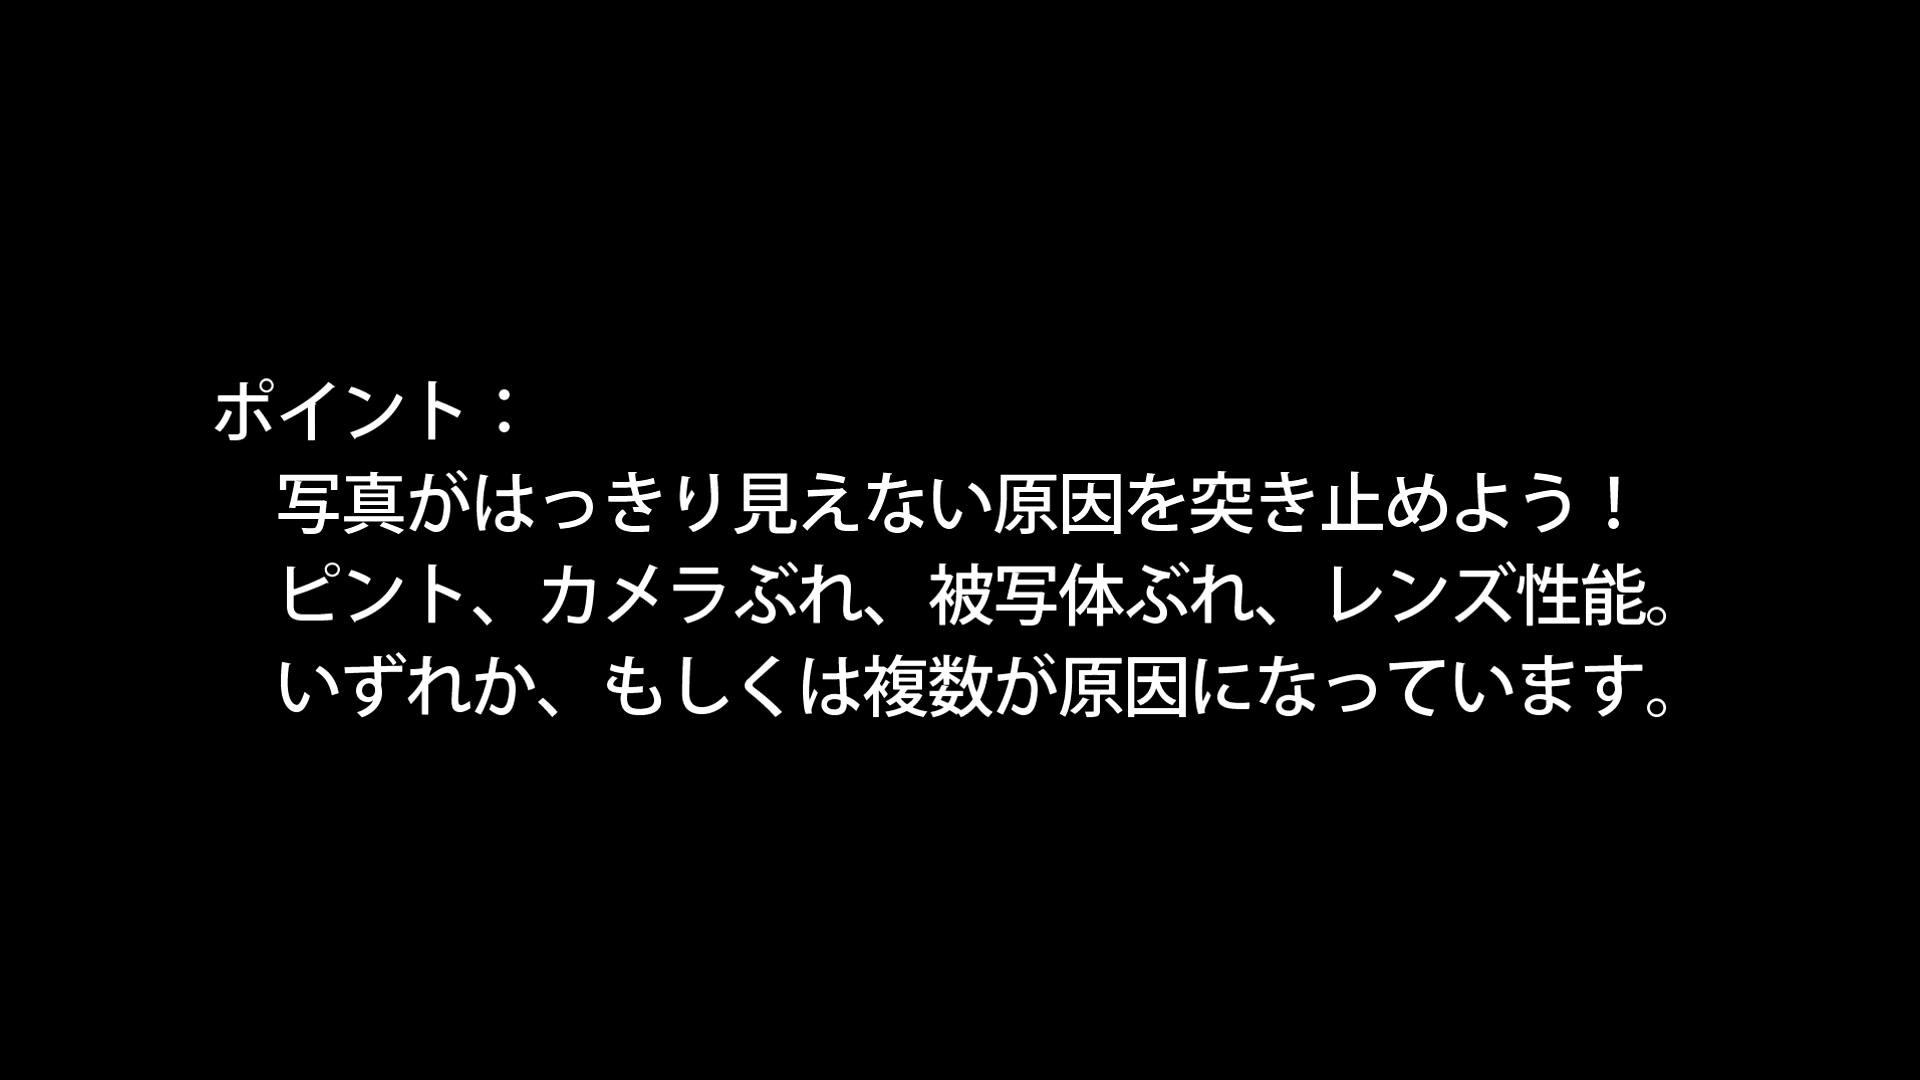 ポイント：
写真がはっきり見えない原因を突き止めよう！
ピント、カメラぶれ、被写体ぶれ、レンズ性能。
いずれか、もしくは複数が原因になっています。